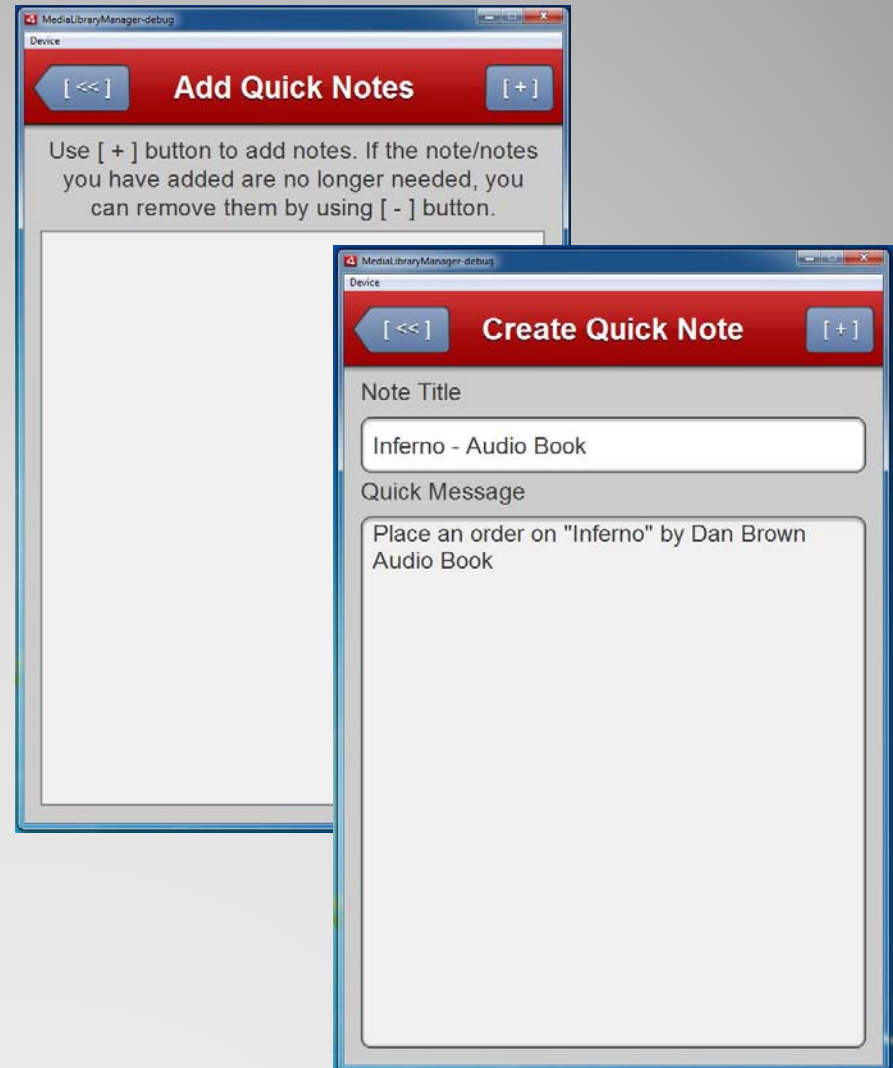 MediaLibraryManager-debug
Device
[ << ] Add Quick Notes [ + ]
Use [ + ] button to add notes. If the note/notes
you have added are no longer needed, you
can remove them by using [ - ] button.
MediaLibraryManager-debug
Device
[ << ] Create Quick Note [ + ]
Note Title
Inferno - Audio Book
Quick Message
Place an order on "Inferno" by Dan Brown
Audio Book